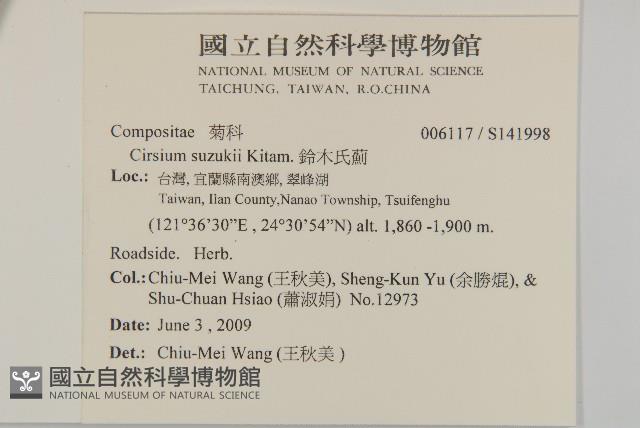 國立自然科學博物館
NATIONAL MUSEUM OF NATURAL SCIENCE
TAICHUNG, TAIWAN, R.O.CHINA
Compositae 菊科 006117 / S141998
Cirsium suzukii Kitam. 鈴木氏薊
Loc.: 台灣, 宜蘭縣南澳鄉, 翠峰湖
Taiwan, Ilan County,Nanao Township, Tsuifenghu
(121°36'30”E , 24°30'54”N) alt. 1,860 -1,900 m.
Roadside. Herb.
Col.: Chiu-Mei Wang (王秋美), Sheng-Kun Yu (余勝焜), &
Shu-Chuan Hsiao (蕭淑娟) No.12973
Date: June 3 , 2009
Det.: Chiu-Mei Wang (王秋美 )
國立自然科學博物館
NATIONAL MUSEUM OF NATURAL SCIENCE